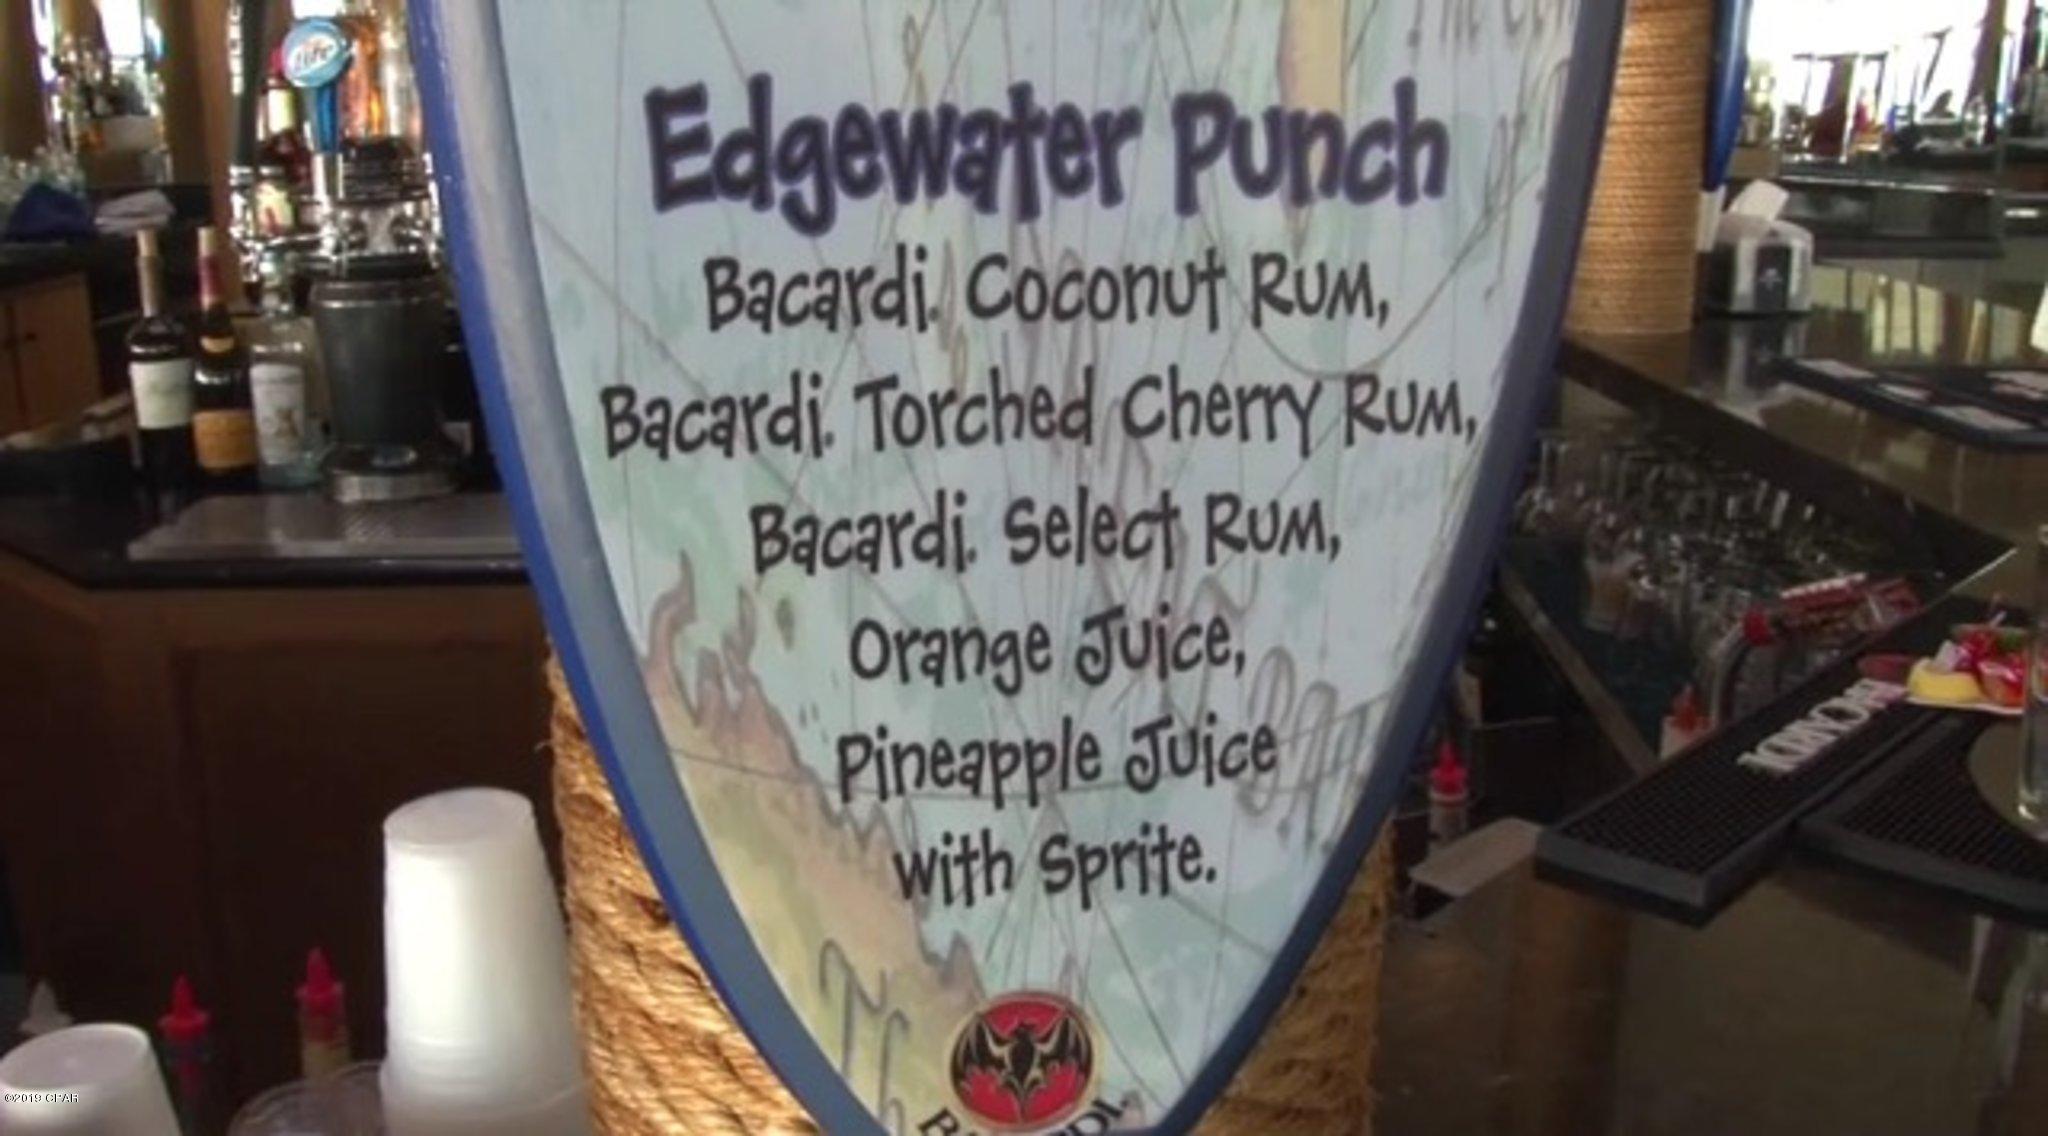 Lite
Edgewater Punch
Bacardi. Coconut Rum,
Bacardi. Torched Cherry Rum,
Bacardi. Select Rum,
Orange Juice,
Pineapple Juice
with Sprite.
©2019 CPAR